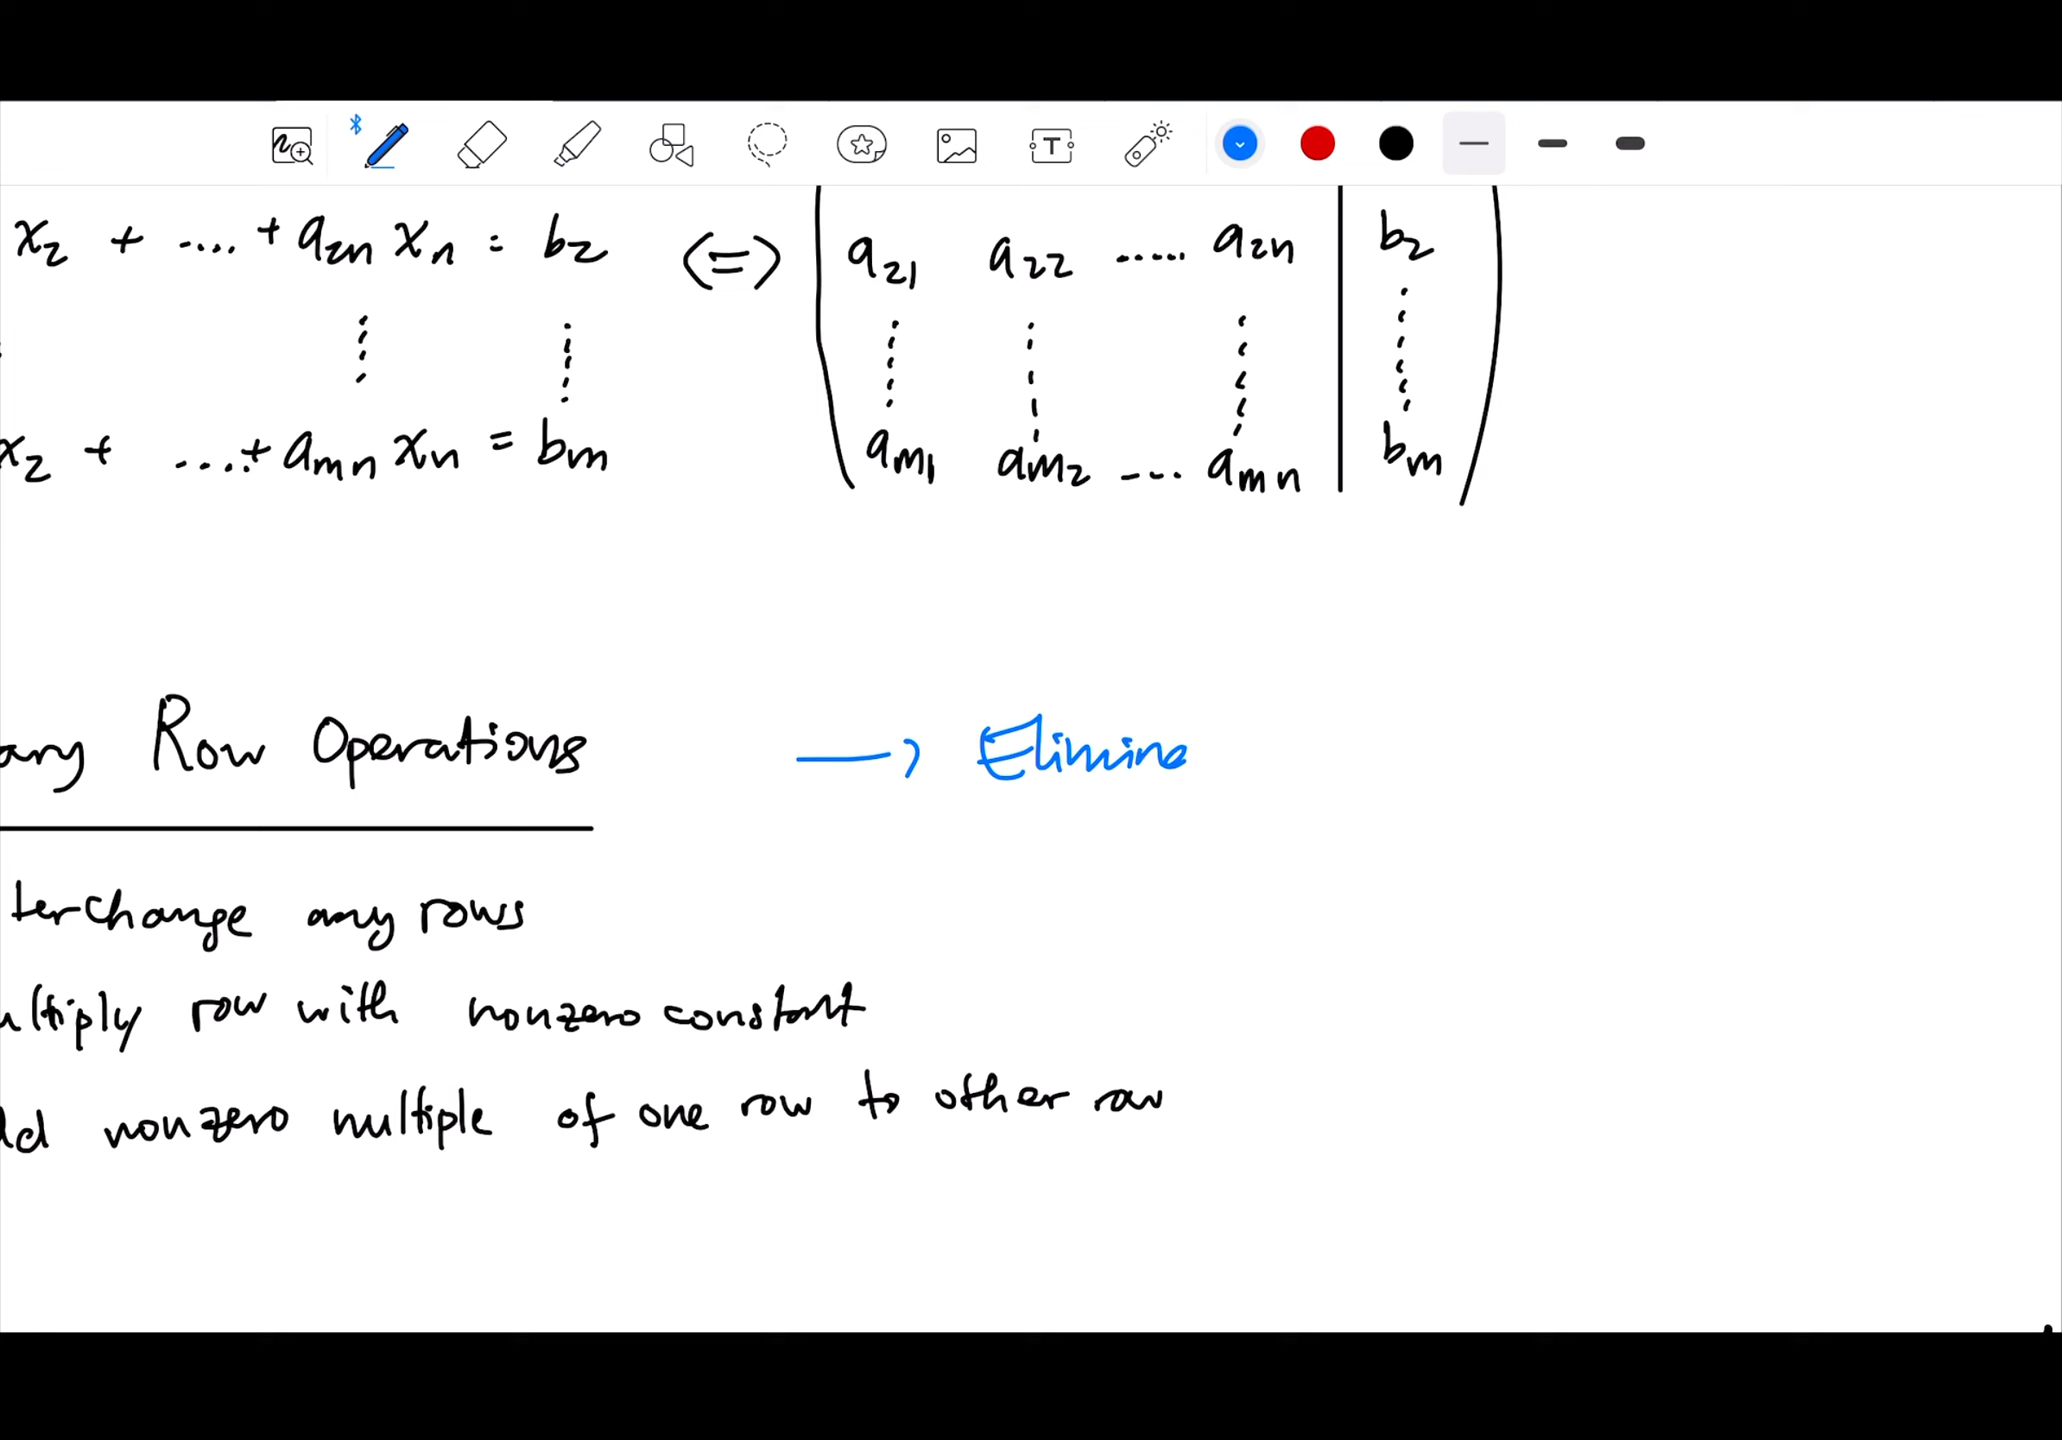 x₂ + .... + a₂ₙ xₙ = b₂ <=> a₂₁ a₂₂ ..... a₂ₙ | b₂
x₂ + ....+ aₘₙ xₙ = bₘ aₘ₁ aₘ₂ .... aₘₙ | bₘ
ary Row Operations → Elimina
terchange any rows
ultiply row with nonzero constant
dd nonzero multiple of one row to other row